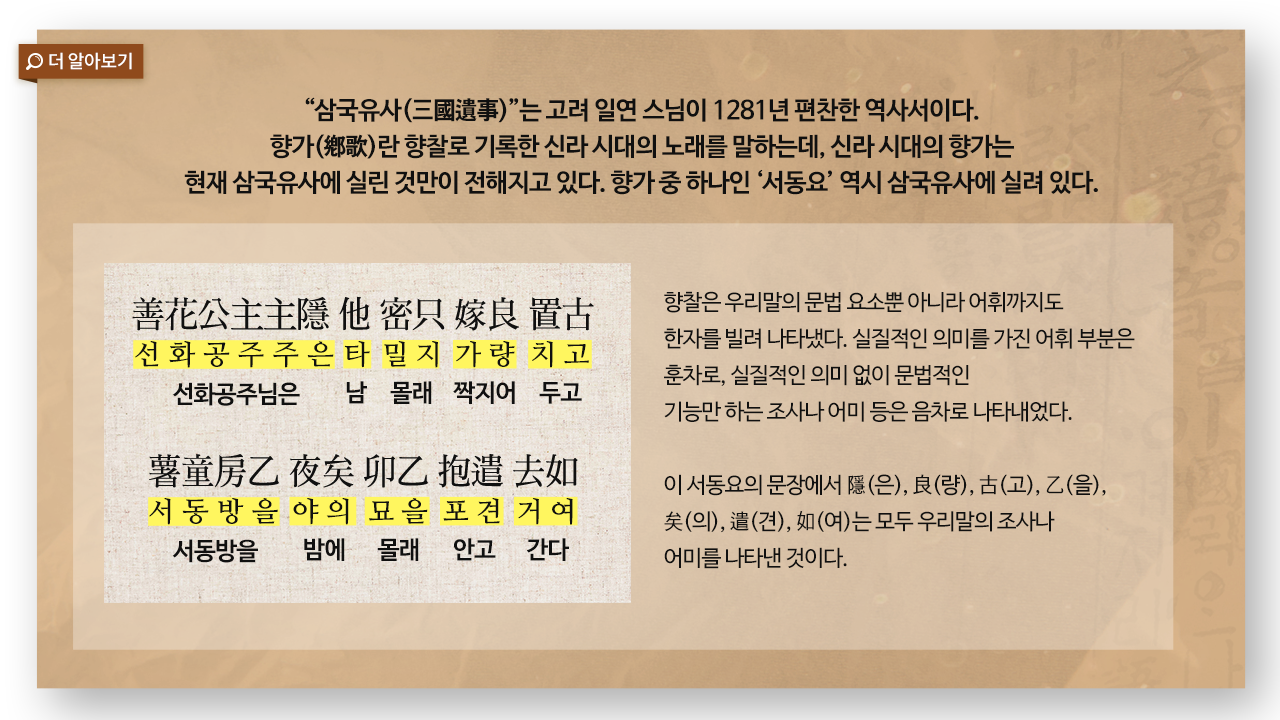 더 알아보기
“삼국유사(三國遺事)”는 고려 일연 스님이 1281년 편찬한 역사서이다.
향가(鄕歌)란 향찰로 기록한 신라 시대의 노래를 말하는데, 신라 시대의 향가는
현재 삼국유사에 실린 것만이 전해지고 있다. 향가 중 하나인 ‘서동요’ 역시 삼국유사에 실려 있다.
善花公主主隱 他 密只 嫁良 置古
선화공주주은 타 밀지 가량 치고
선화공주님은 남 몰래 짝지어 두고
薯童房乙 夜矣 卯乙 抱遣 去如
서동방을 야의 묘을 포견 거여
서동방을 밤에 몰래 안고 간다
향찰은 우리말의 문법 요소뿐 아니라 어휘까지도
한자를 빌려 나타냈다. 실질적인 의미를 가진 어휘 부분은
훈차로, 실질적인 의미 없이 문법적인
기능만 하는 조사나 어미 등은 음차로 나타내었다.
이 서동요의 문장에서 隱(은), 良(량), 古(고), 乙(을),
矣(의), 遣(견), 如(여)는 모두 우리말의 조사나
어미를 나타낸 것이다.